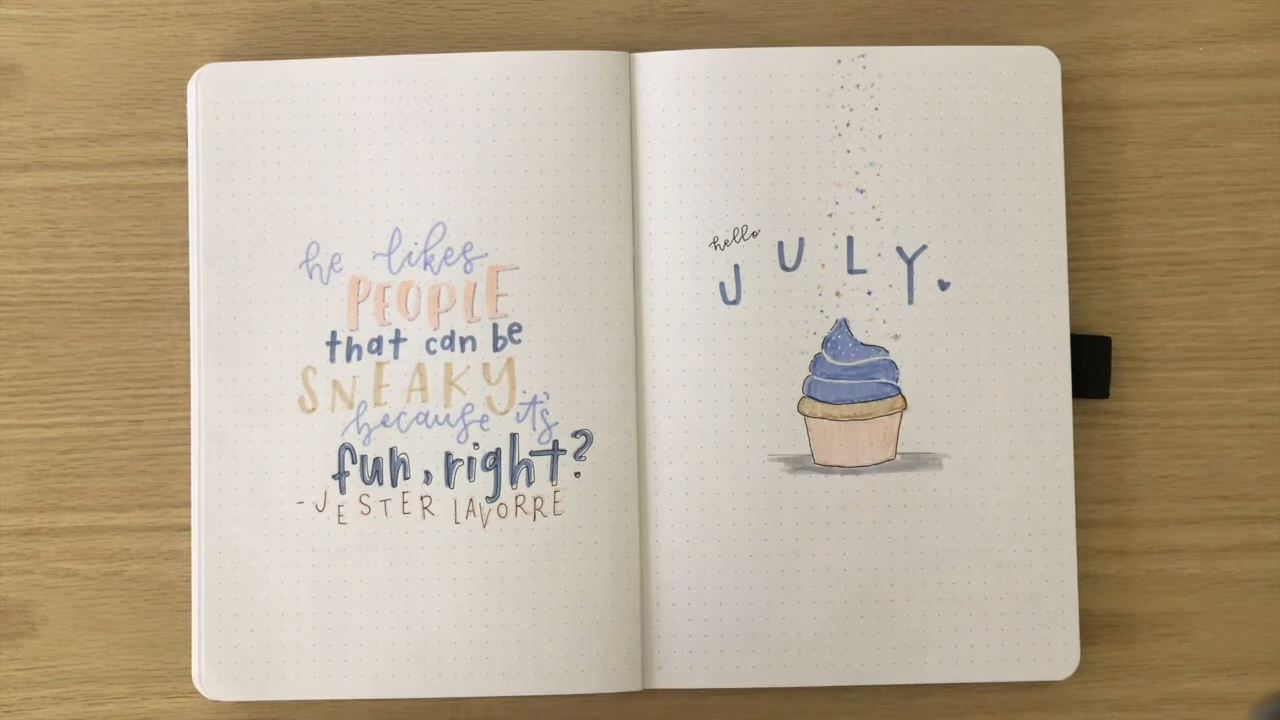 he likes
PEOPLE
that can be
SNEAKY
because it's
fun, right?
-JESTER LAVORRE
hello
JULY.